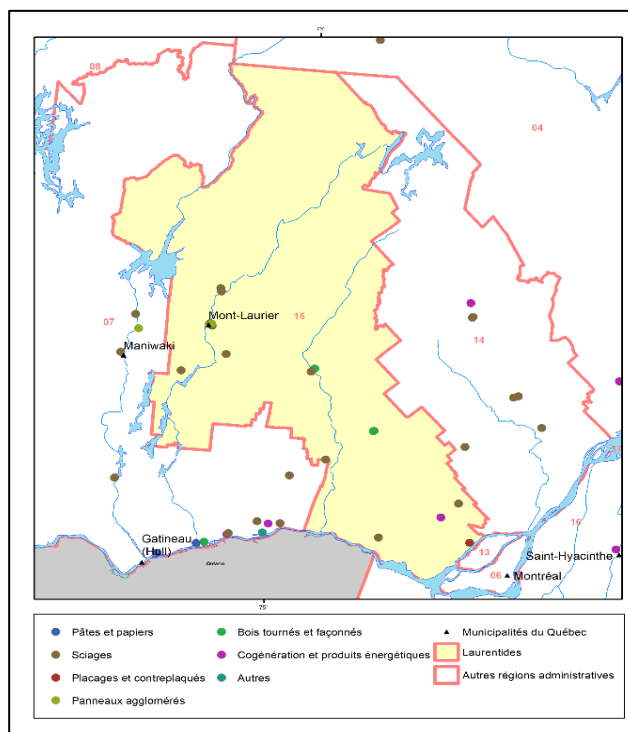 75°
08
04
15
Mont-Laurier
07
14
Maniwaki
16
Gatineau
(Hull)
13
Saint-Hyacinthe
Ontario
06
Montréal
75°
Pâtes et papiers
Bois tournés et façonnés
Municipalités du Québec
Sciages
Cogénération et produits énergétiques
Laurentides
Placages et contreplaqués
Autres
Autres régions administratives
Panneaux agglomérés